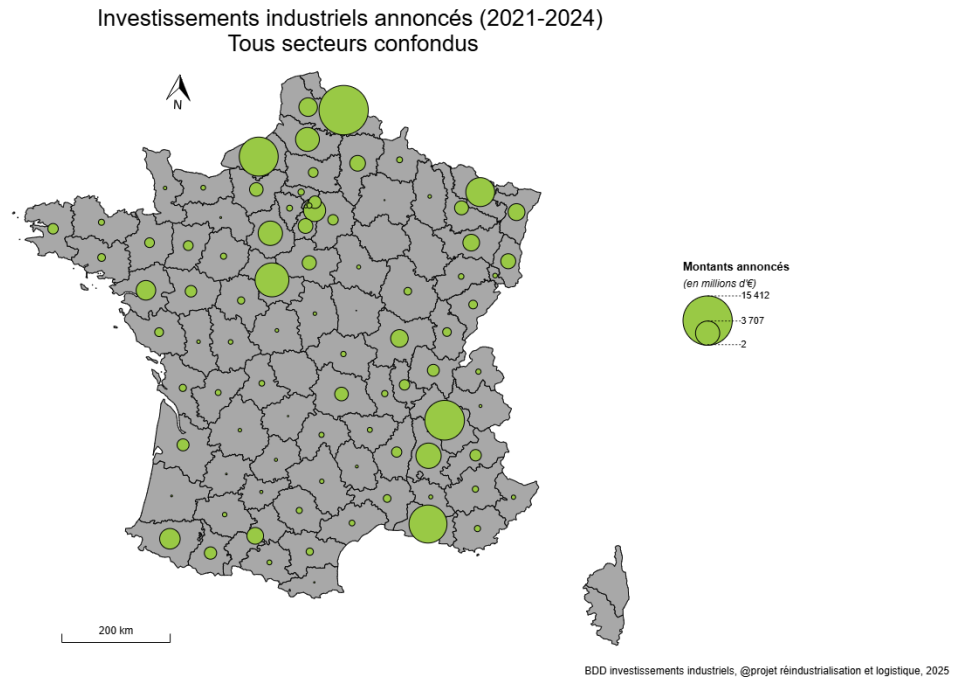 Investissements industriels annoncés (2021-2024)
Tous secteurs confondus
N
Montants annoncés
(en millions d'€)
15 412
3 707
2
200 km
BDD investissements industriels, @projet réindustrialisation et logistique, 2025